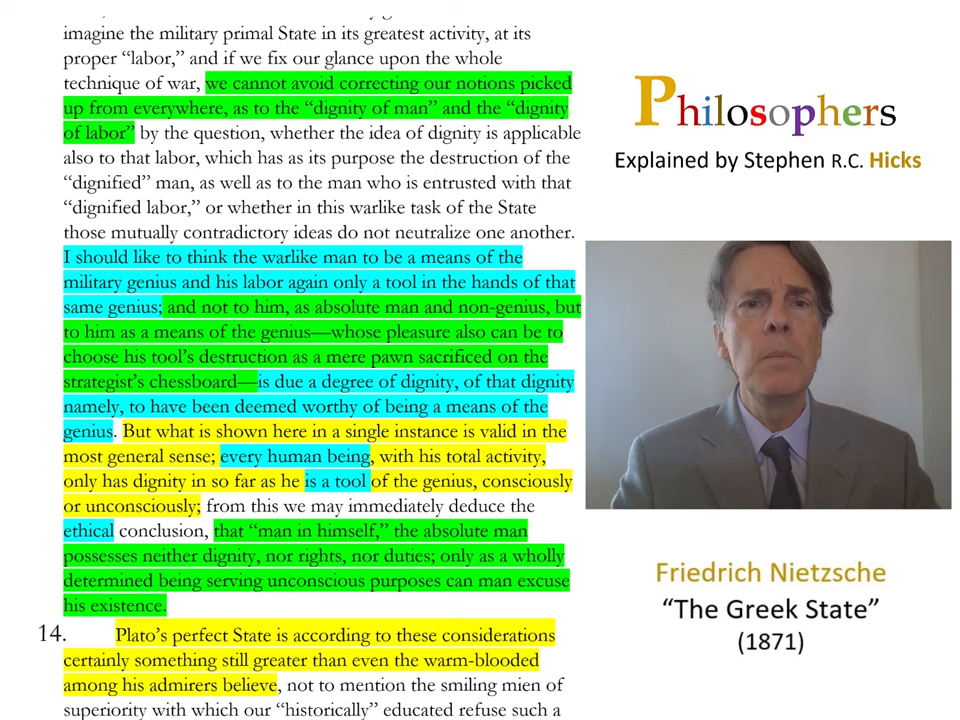 imagine the military primal State in its greatest activity, at its
proper “labor,” and if we fix our glance upon the whole
technique of war, we cannot avoid correcting our notions picked
up from everywhere, as to the “dignity of man” and the “dignity
of labor” by the question, whether the idea of dignity is applicable
also to that labor, which has as its purpose the destruction of the
“dignified” man, as well as to the man who is entrusted with that
“dignified labor,” or whether in this warlike task of the State
those mutually contradictory ideas do not neutralize one another.
I should like to think the warlike man to be a means of the
military genius and his labor again only a tool in the hands of that
same genius; and not to him, as absolute man and non-genius, but
to him as a means of the genius—whose pleasure also can be to
choose his tool’s destruction as a mere pawn sacrificed on the
strategist’s chessboard—is due a degree of dignity, of that dignity
namely, to have been deemed worthy of being a means of the
genius. But what is shown here in a single instance is valid in the
most general sense; every human being, with his total activity,
only has dignity in so far as he is a tool of the genius, consciously
or unconsciously; from this we may immediately deduce the
ethical conclusion, that “man in himself,” the absolute man
possesses neither dignity, nor rights, nor duties; only as a wholly
determined being serving unconscious purposes can man excuse
his existence.
14. Plato’s perfect State is according to these considerations
certainly something still greater than even the warm-blooded
among his admirers believe, not to mention the smiling mien of
superiority with which our “historically” educated refuse such a
Philosophers
Explained by Stephen R.C. Hicks
Friedrich Nietzsche
“The Greek State”
(1871)